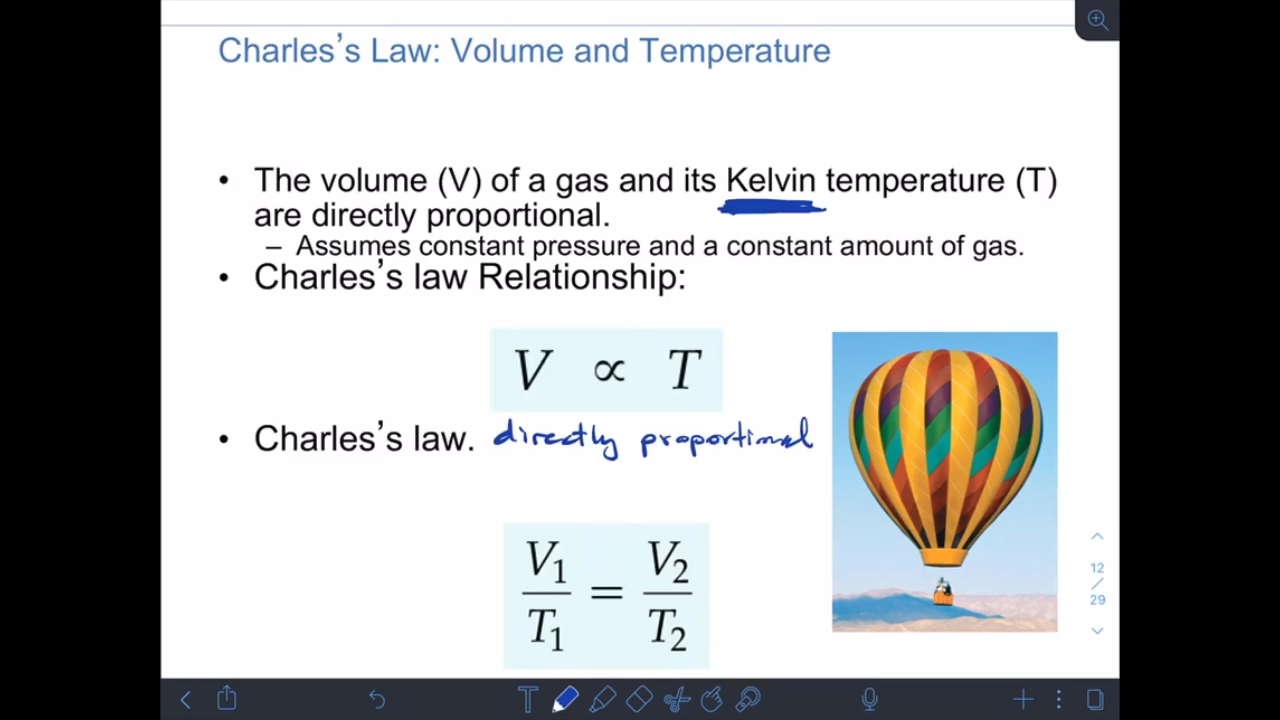 Charles's Law: Volume and Temperature
• The volume (V) of a gas and its Kelvin temperature (T)
are directly proportional.
– Assumes constant pressure and a constant amount of gas.
• Charles's law Relationship:
V ∝ T
• Charles's law. directly proportional
V₁/T₁ = V₂/T₂
12
/
29
T